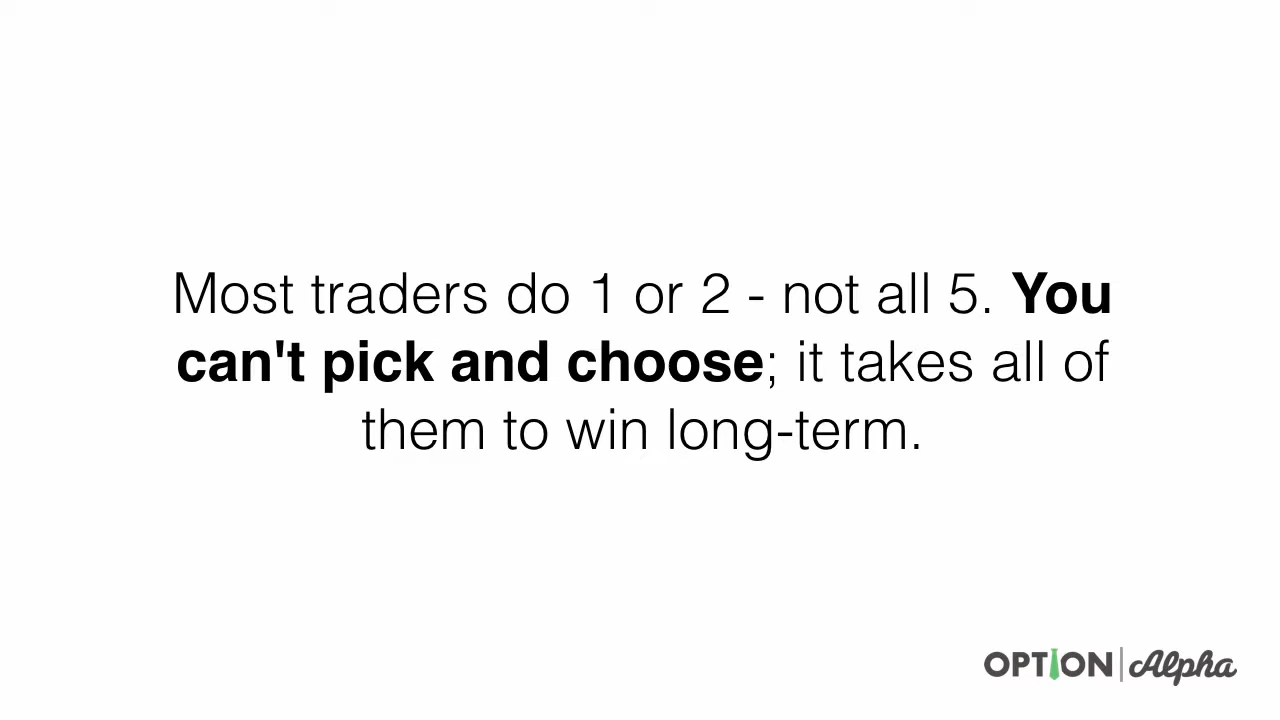 Most traders do 1 or 2 - not all 5. You
can't pick and choose; it takes all of
them to win long-term.
OPTION | Alpha